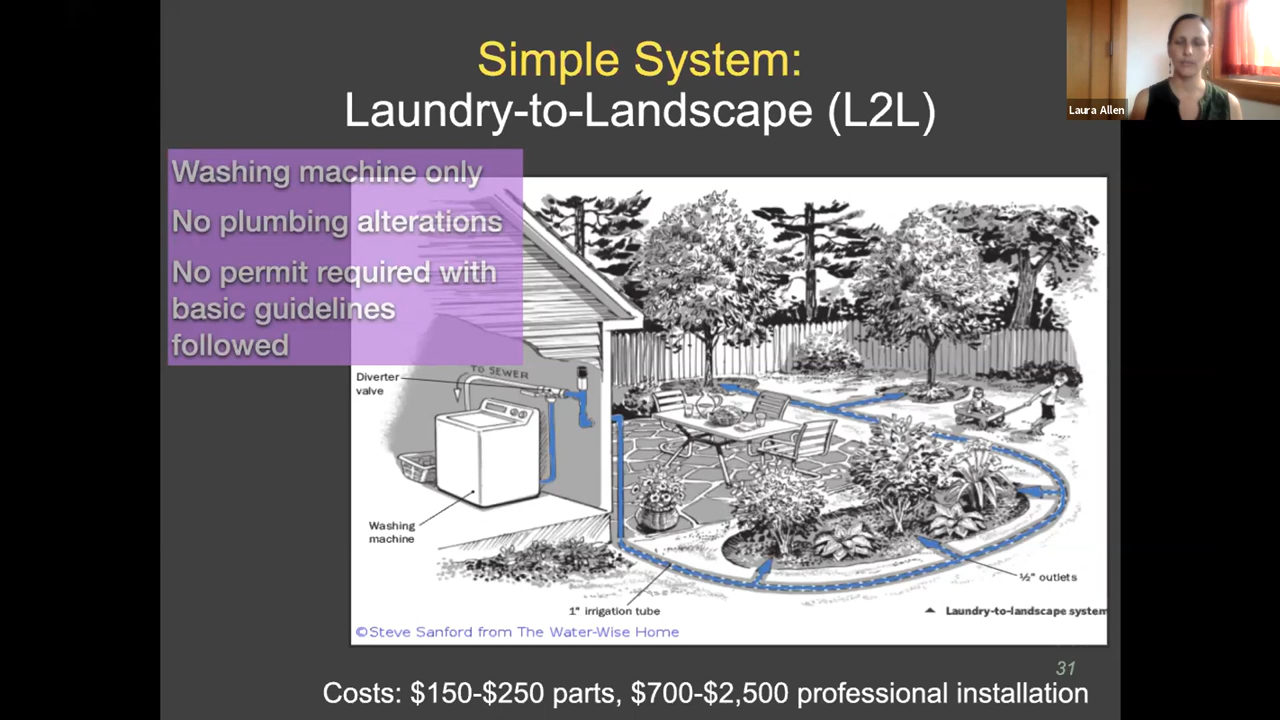 Simple System:
Laundry-to-Landscape (L2L)
Laura Allen
Washing machine only
No plumbing alterations
No permit required with
basic guidelines
followed
TO SEWER
Diverter
valve
Washing
machine
1" irrigation tube
½" outlets
Laundry-to-landscape system
©Steve Sanford from The Water-Wise Home
31
Costs: $150-$250 parts, $700-$2,500 professional installation